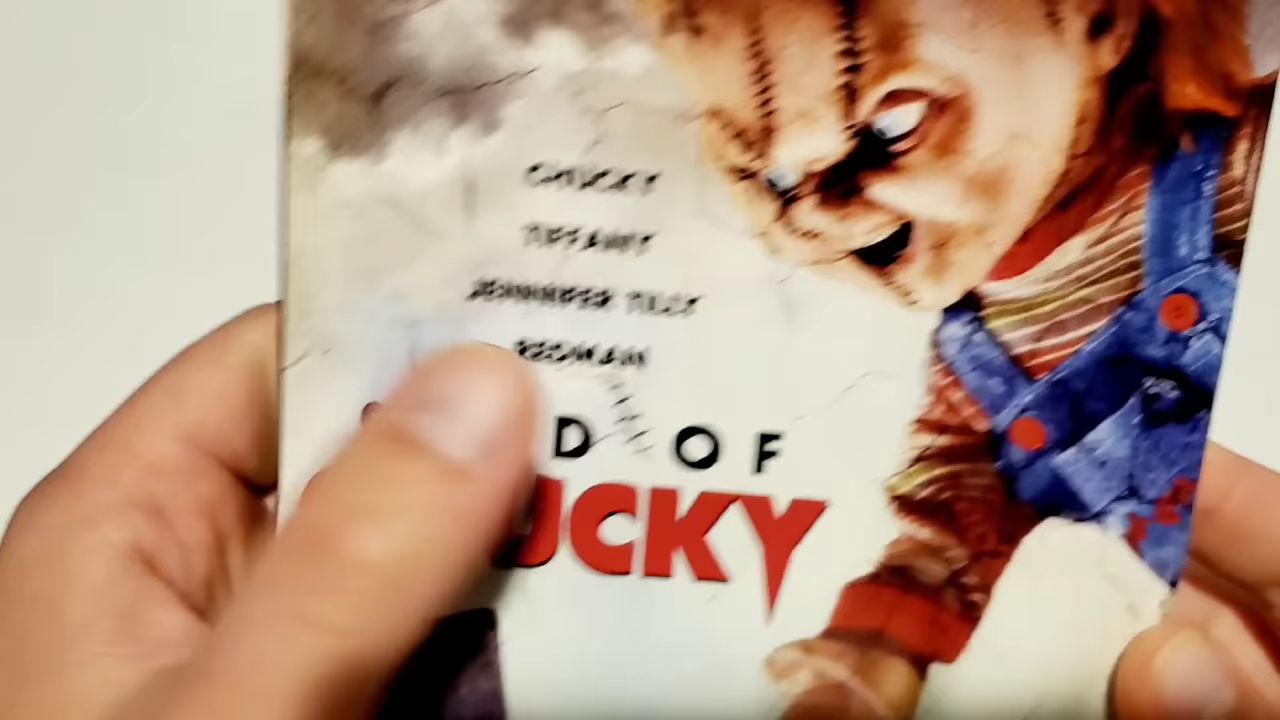 CHUCKY
TIFFANY
JENNIFER TILLY
REDMAN
D OF
UCKY